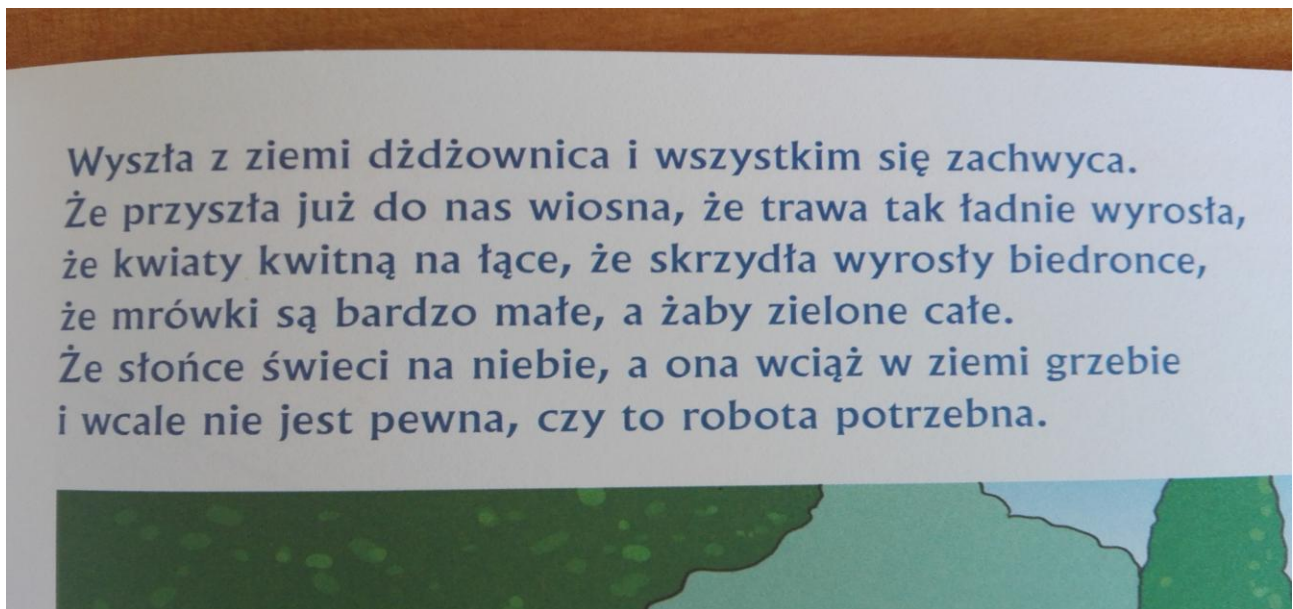 Wyszła z ziemi dżdżownica i wszystkim się zachwyca.
Że przyszła już do nas wiosna, że trawa tak ładnie wyrosła,
że kwiaty kwitną na łące, że skrzydła wyrosły biedronce,
że mrówki są bardzo małe, a żaby zielone całe.
Że słońce świeci na niebie, a ona wciąż w ziemi grzebie
i wcale nie jest pewna, czy to robota potrzebna.